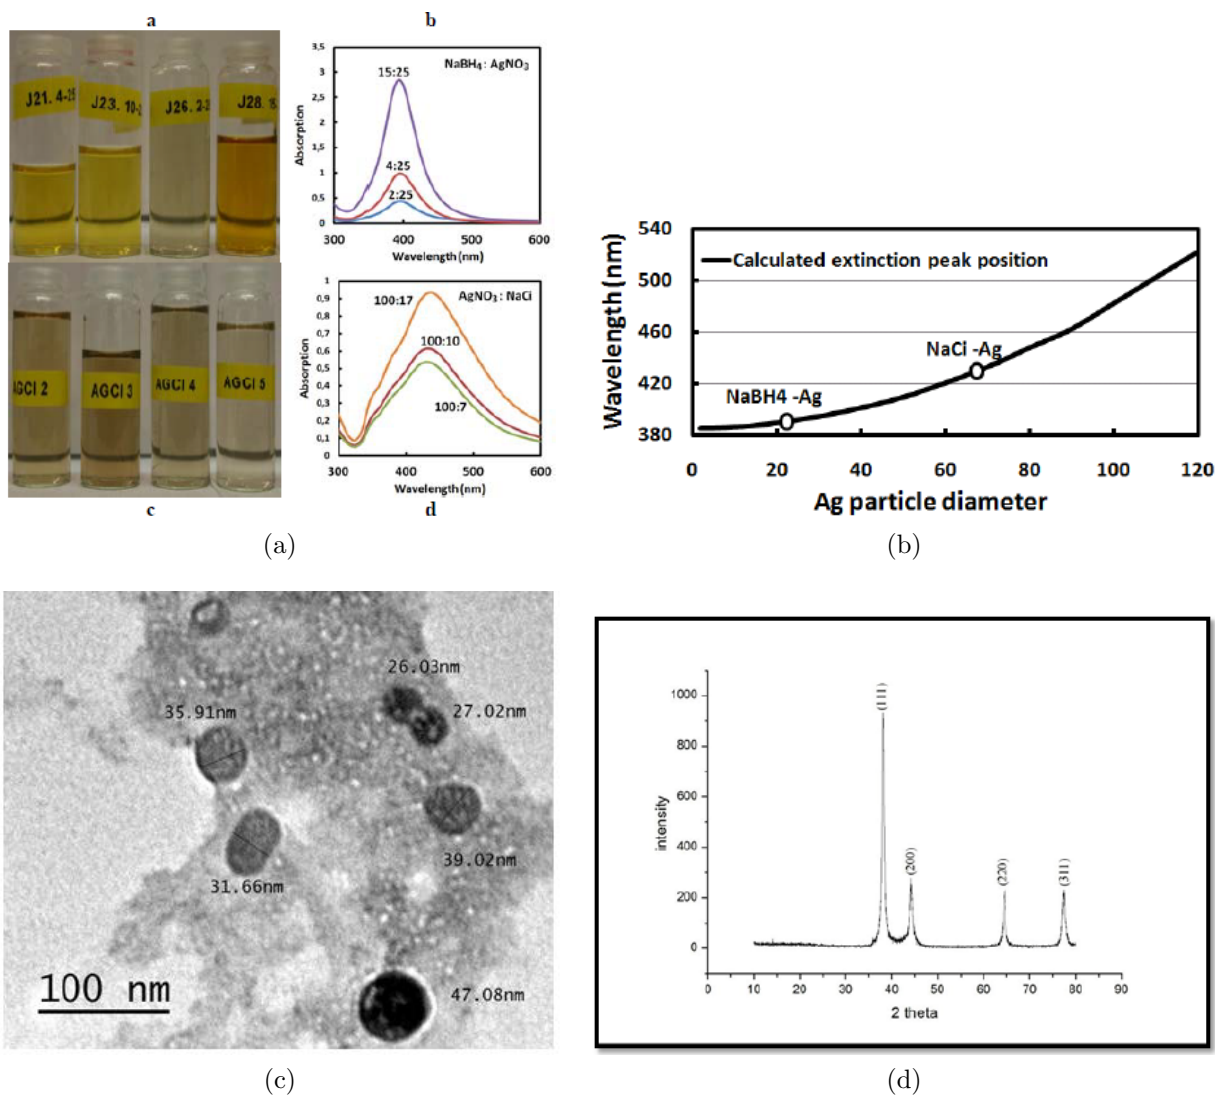 a
b
J21. 4-25
J23. 10-2
J26. 2-2
J28. 15
3,5
3
2,5
2
1,5
1
0,5
0
Absorption
NaBH₄ : AgNO₃
15:25
4:25
2:25
300
400
500
600
Wavelength (nm)
AGCl 2
AGCl 3
AGCl 4
AGCl 5
1
0,9
0,8
0,7
0,6
0,5
0,4
0,3
0,2
0,1
0
Absorption
AgNO₃ : NaCi
100:17
100:10
100:7
300
400
500
600
Wavelength (nm)
c
d
(a)
540
500
460
420
380
Wavelength (nm)
Calculated extinction peak position
NaCi -Ag
NaBH4 -Ag
0
20
40
60
80
100
120
Ag particle diameter
(b)
26.03nm
35.91nm
27.02nm
39.02nm
31.66nm
47.08nm
100 nm
(c)
1000
800
600
400
200
0
intensity
(111)
(200)
(220)
(311)
0
10
20
30
40
50
60
70
80
90
2 theta
(d)